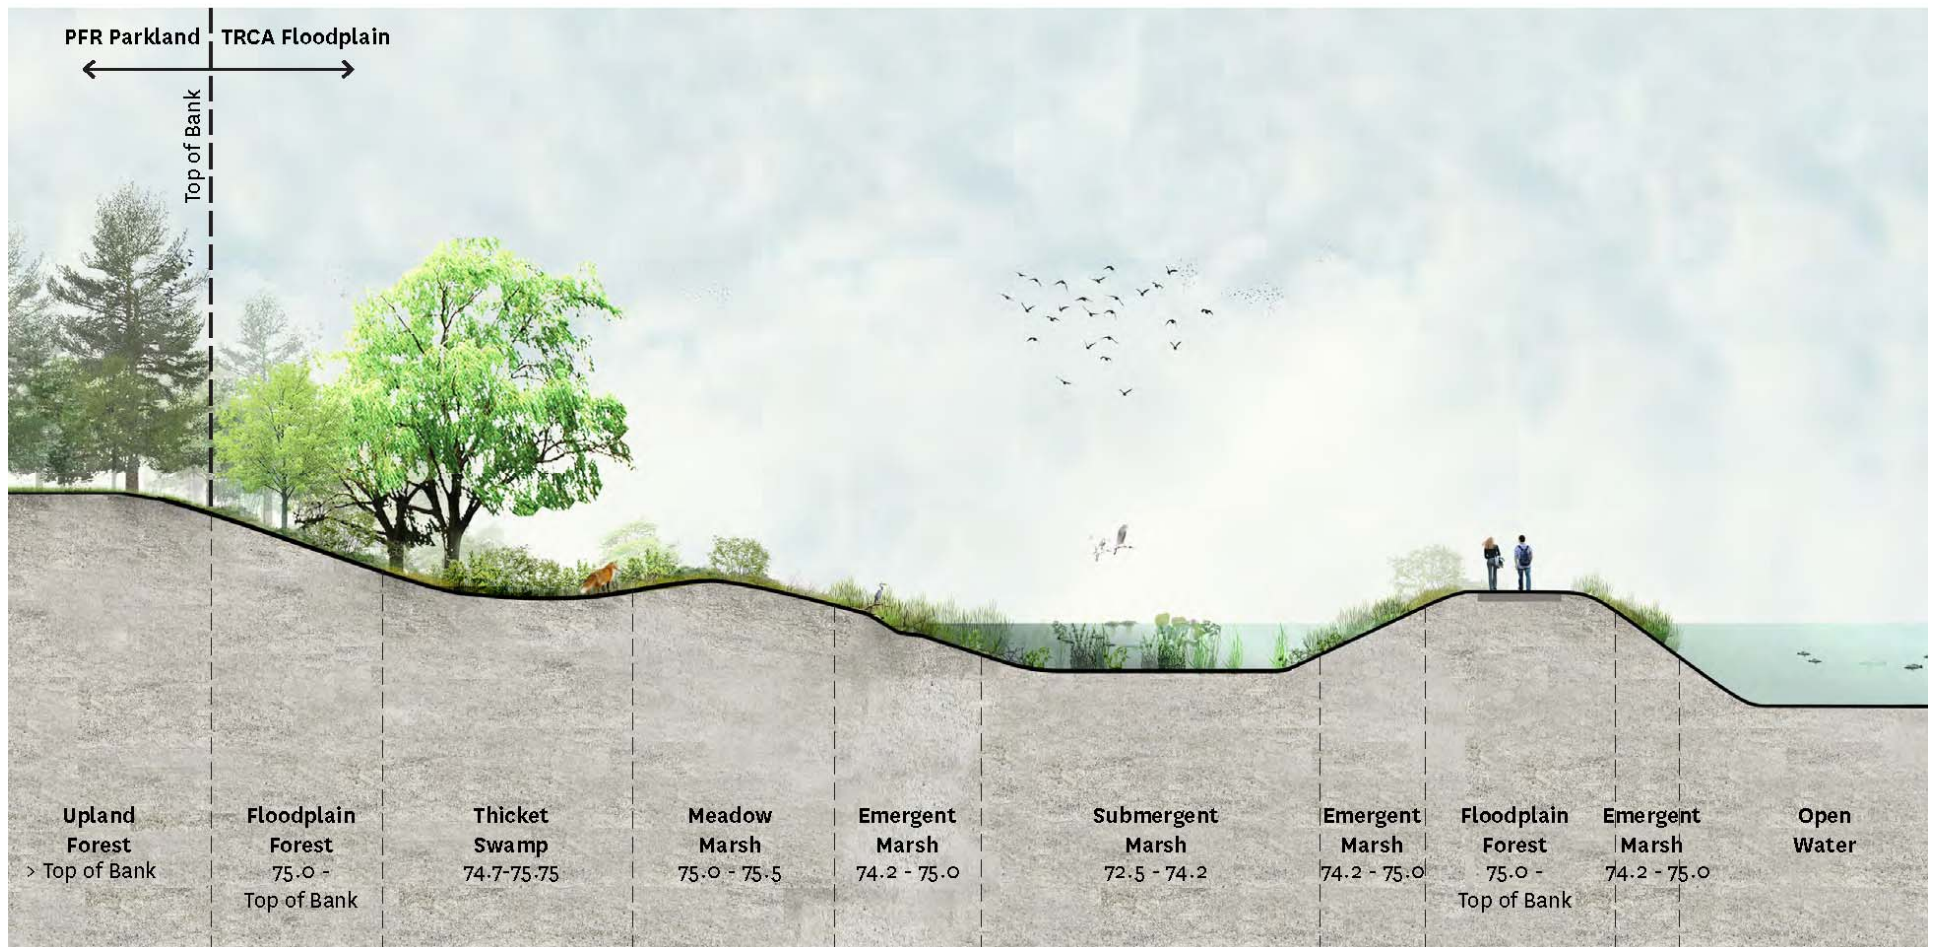 PFR Parkland
TRCA Floodplain
Top of Bank
Upland
Forest
> Top of Bank
Floodplain
Forest
75.0 -
Top of Bank
Thicket
Swamp
74.7-75.75
Meadow
Marsh
75.0 - 75.5
Emergent
Marsh
74.2 - 75.0
Submergent
Marsh
72.5 - 74.2
Emergent
Marsh
74.2 - 75.0
Floodplain
Forest
75.0 -
Top of Bank
Emergent
Marsh
74.2 - 75.0
Open
Water